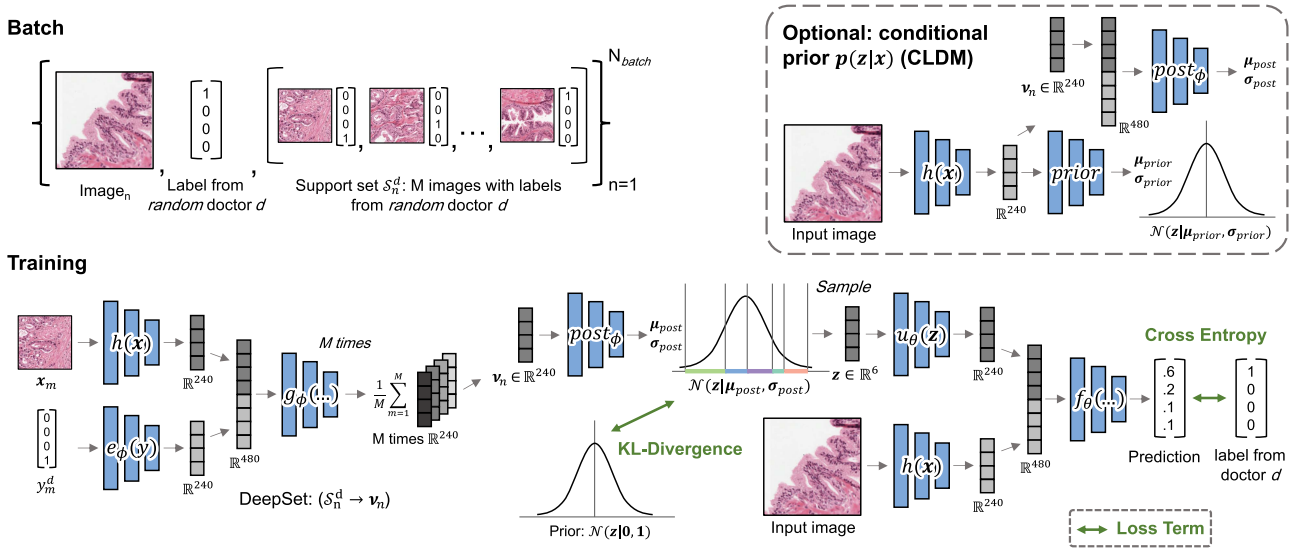 Batch
N_batch
n=1
1
0
0
0
0
0
0
1
0
0
1
0
1
0
0
0
, , , , . . . ,
Image_n
Label from
random doctor d
Support set 𝒮_n^d: M images with labels
from random doctor d
Optional: conditional
prior p(z|x) (CLDM)
ν_n ∈ ℝ^240
ℝ^480
post_ϕ
μ_post
σ_post
Input image
h(x)
ℝ^240
prior
μ_prior
σ_prior
𝒩(z|μ_prior, σ_prior)
Training
x_m
h(x)
ℝ^240
0
0
0
1
y_m^d
e_ϕ(y)
ℝ^240
ℝ^480
M times
g_ϕ(...)
1/M ∑_{m=1}^{M}
M times ℝ^240
DeepSet: (𝒮_n^d → ν_n)
ν_n ∈ ℝ^240
post_ϕ
μ_post
σ_post
𝒩(z|μ_post, σ_post)
KL-Divergence
Prior: 𝒩(z|0, 1)
Sample
z ∈ ℝ^6
u_θ(z)
ℝ^240
Input image
h(x)
ℝ^240
ℝ^480
f_θ(...)
Cross Entropy
.6
.2
.1
.1
Prediction
1
0
0
0
label from
doctor d
Loss Term